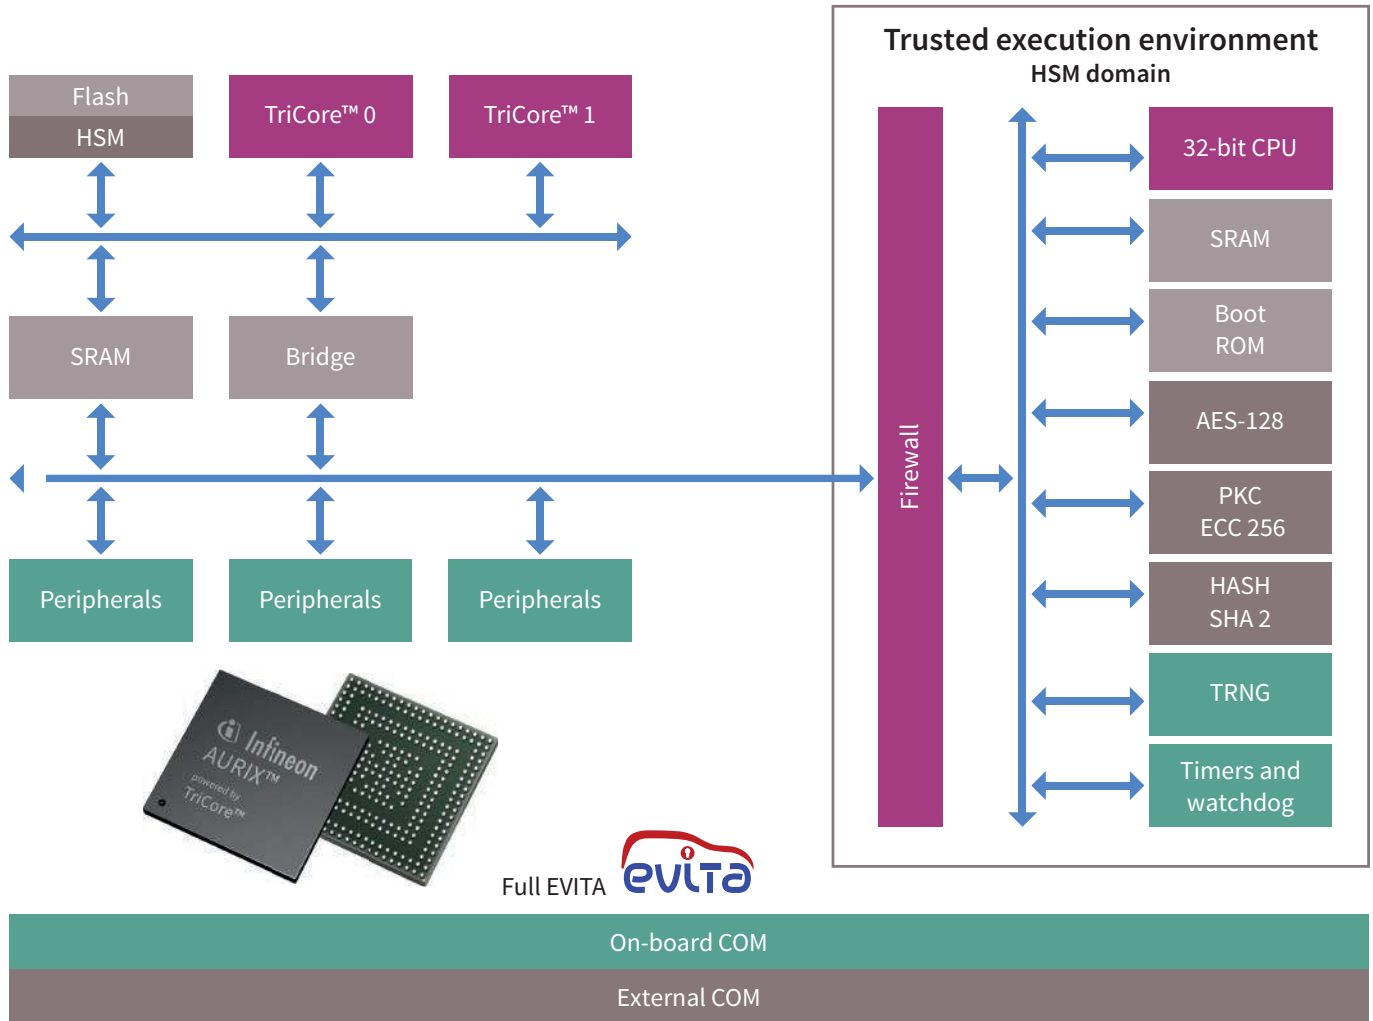 Trusted execution environment
HSM domain
Flash
HSM
TriCore™ 0
TriCore™ 1
SRAM
Bridge
Peripherals
Peripherals
Peripherals
Firewall
32-bit CPU
SRAM
Boot
ROM
AES-128
PKC
ECC 256
HASH
SHA 2
TRNG
Timers and
watchdog
Infineon
AURIX™
powered by
TriCore™
Full EVITA
evita
On-board COM
External COM